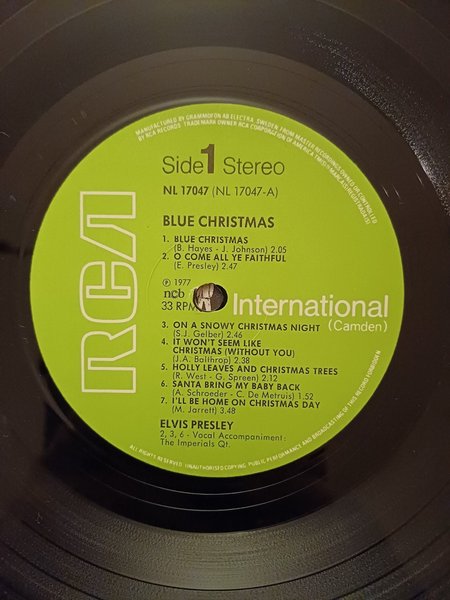 MANUFACTURED BY GRAMMOFON AB ELECTRA, SWEDEN, FROM MASTER RECORDINGS OWNED OR CONTROLLED
BY RCA RECORDS. TRADEMARK OWNER RCA CORPORATION OF AMERICA TM(S)®MARCAS REGISTRADA(S)
Side 1 Stereo
NL 17047 (NL 17047-A)
BLUE CHRISTMAS
1. BLUE CHRISTMAS
(B. Hayes - J. Johnson) 2.05
2. O COME ALL YE FAITHFUL
(E. Presley) 2.47
℗ 1977
ncb
33 RPM
RCA International
(Camden)
3. ON A SNOWY CHRISTMAS NIGHT
(S.J. Gelber) 2.46
4. IT WON'T SEEM LIKE
CHRISTMAS (WITHOUT YOU)
(J.A. Balthrop) 2.38
5. HOLLY LEAVES AND CHRISTMAS TREES
(R. West - G. Spreen) 2.12
6. SANTA BRING MY BABY BACK
(A. Schroeder - C. De Metruis) 1.52
7. I'LL BE HOME ON CHRISTMAS DAY
(M. Jarrett) 3.48
ELVIS PRESLEY
2, 3, 6 - Vocal Accompaniment:
The Imperials Qt.
ALL RIGHTS RESERVED. UNAUTHORISED COPYING, PUBLIC PERFORMANCE AND BROADCASTING OF THIS RECORD FORBIDDEN